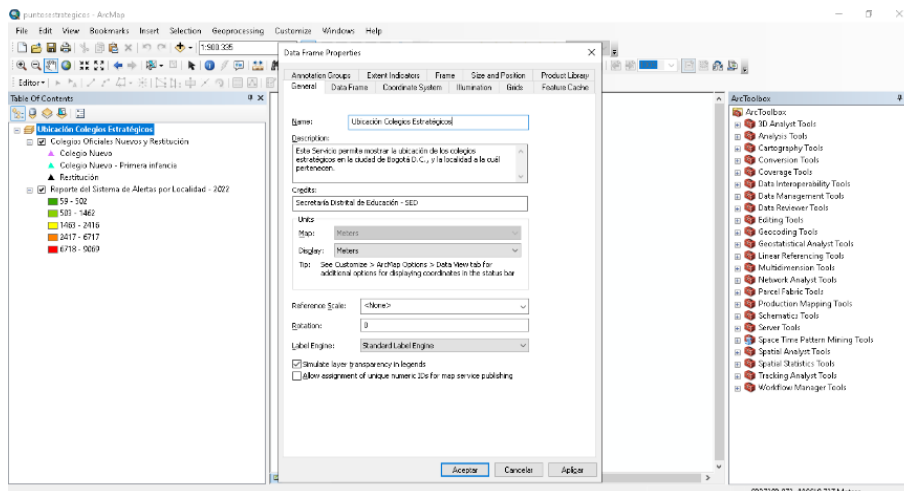 puntosestrategicos - ArcMap
File Edit View Bookmarks Insert Selection Geoprocessing Customize Windows Help
1:900.335
Editor
Table Of Contents
Ubicación Colegios Estratégicos
Colegios Oficiales Nuevos y Restitución
Colegio Nuevo
Colegio Nuevo - Primera infancia
Restitución
Reporte del Sistema de Alertas por Localidad - 2022
59 - 502
503 - 1462
1463 - 2416
2417 - 6717
6718 - 9069
Data Frame Properties
Annotation Groups Extent Indicators Frame Size and Position Product Library
General Data Frame Coordinate System Illumination Grids Feature Cache
Name: Ubicación Colegios Estratégicos
Description:
Este Servicio permite mostrar la ubicación de los colegios
estratégicos en la ciudad de Bogotá D.C., y la localidad a la cuál
pertenecen.
Credits:
Secretaría Distrital de Educación - SED
Units
Map: Meters
Display: Meters
Tip: See Customize > ArcMap Options > Data View tab for
additional options for displaying coordinates in the status bar
Reference Scale: <None>
Rotation: 0
Label Engine: Standard Label Engine
Simulate layer transparency in legends
Allow assignment of unique numeric IDs for map service publishing
Aceptar Cancelar Aplicar
ArcToolbox
ArcToolbox
3D Analyst Tools
Analysis Tools
Cartography Tools
Conversion Tools
Coverage Tools
Data Interoperability Tools
Data Management Tools
Data Reviewer Tools
Editing Tools
Geocoding Tools
Geostatistical Analyst Tools
Linear Referencing Tools
Multidimension Tools
Network Analyst Tools
Parcel Fabric Tools
Production Mapping Tools
Schematics Tools
Server Tools
Space Time Pattern Mining Tools
Spatial Analyst Tools
Spatial Statistics Tools
Tracking Analyst Tools
Workflow Manager Tools